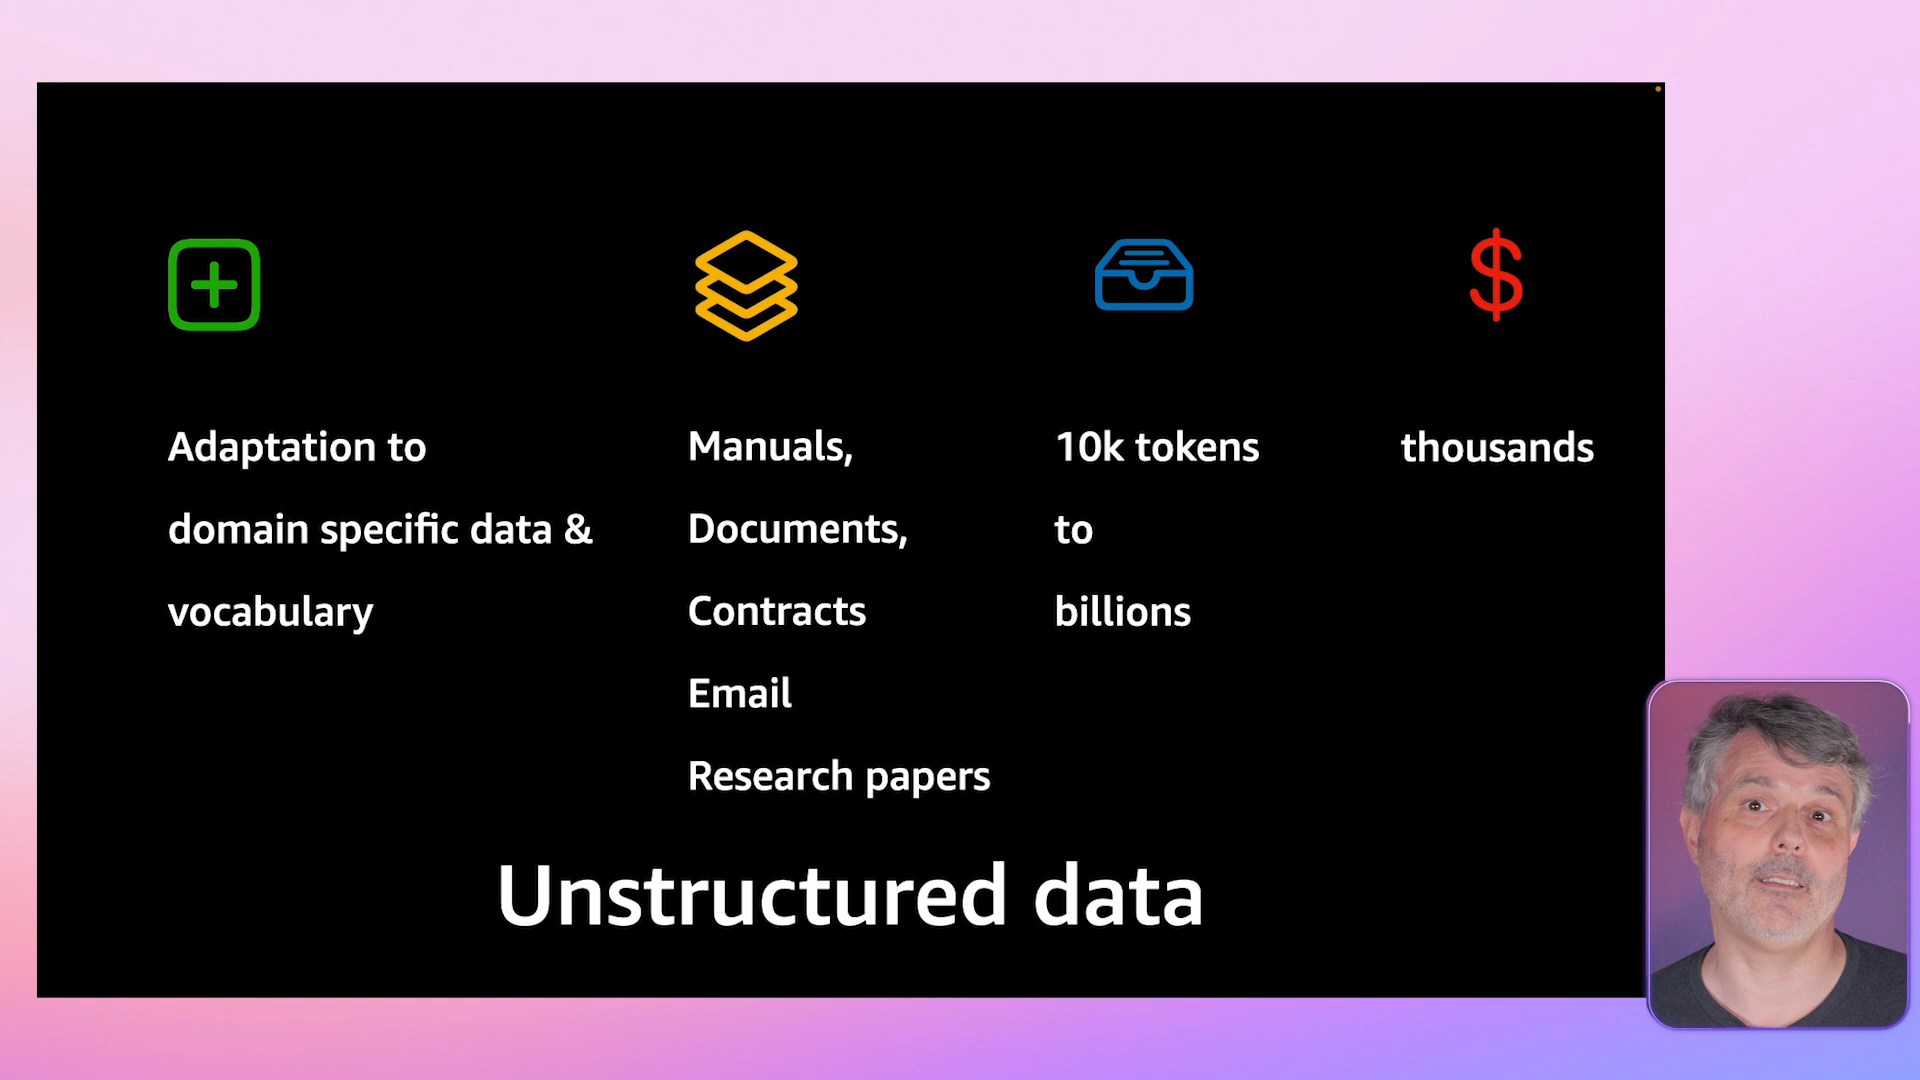 Adaptation to
domain specific data &
vocabulary
Manuals,
Documents,
Contracts
Email
Research papers
10k tokens
to
billions
thousands
Unstructured data